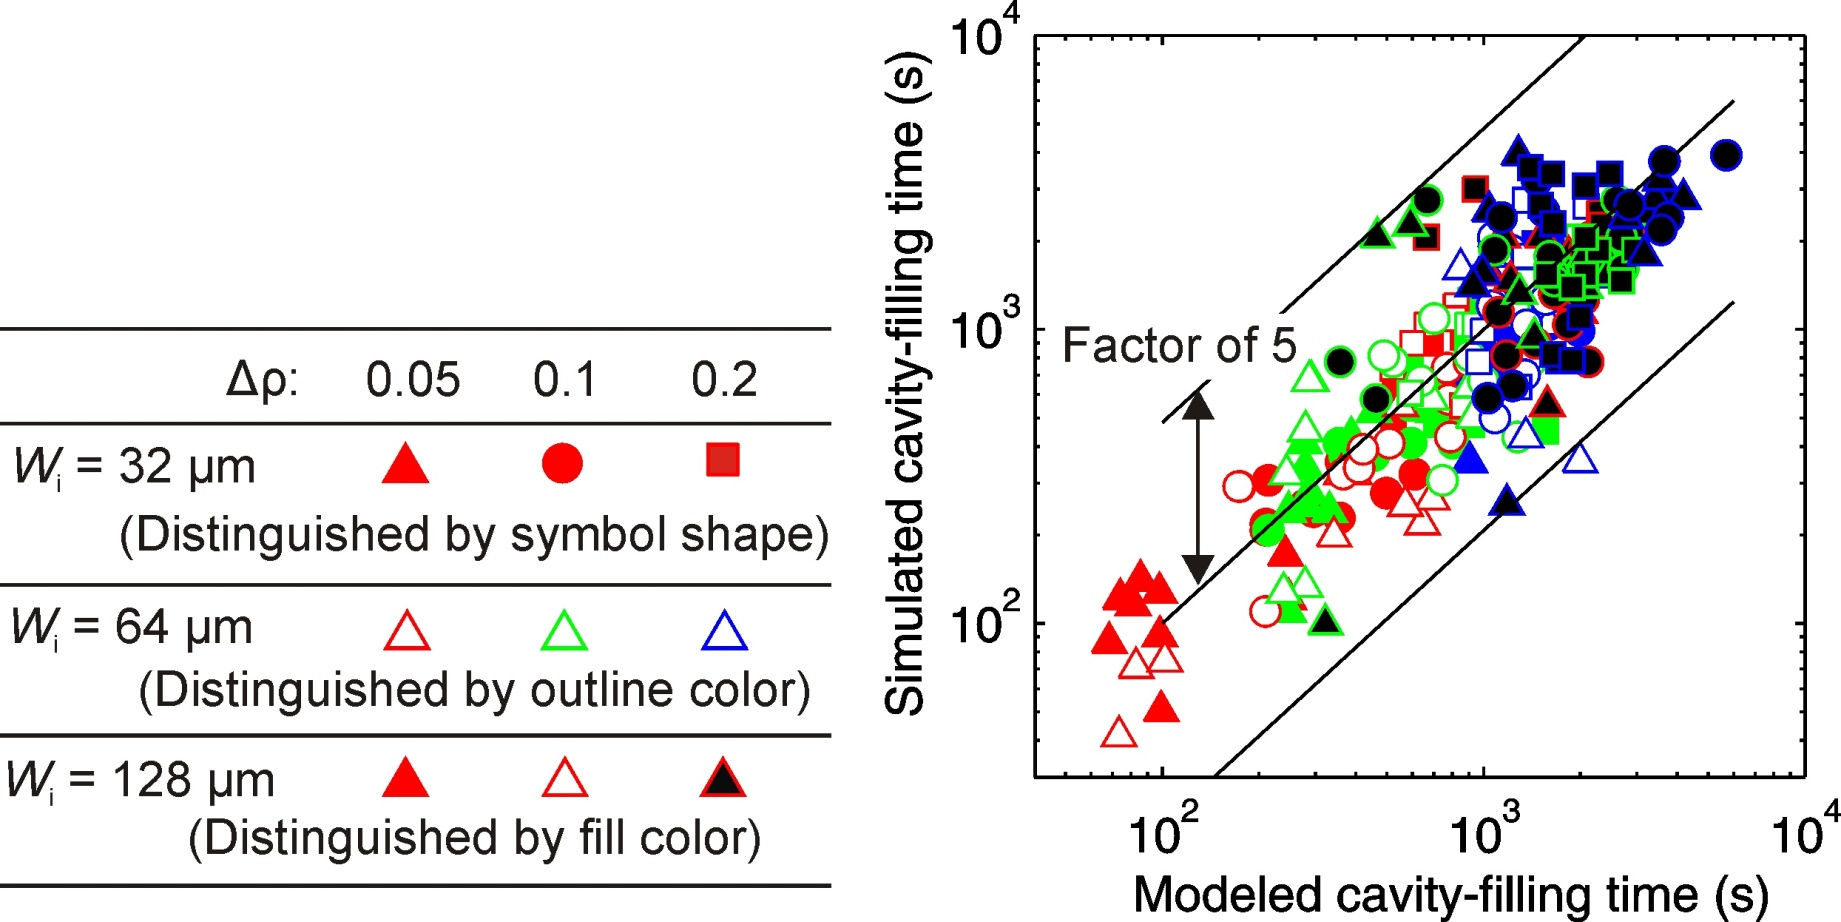 Δρ: 0.05 0.1 0.2
Wi = 32 µm
(Distinguished by symbol shape)
Wi = 64 µm
(Distinguished by outline color)
Wi = 128 µm
(Distinguished by fill color)
Simulated cavity-filling time (s)
10^4
10^3
10^2
Factor of 5
10^2 10^3 10^4
Modeled cavity-filling time (s)